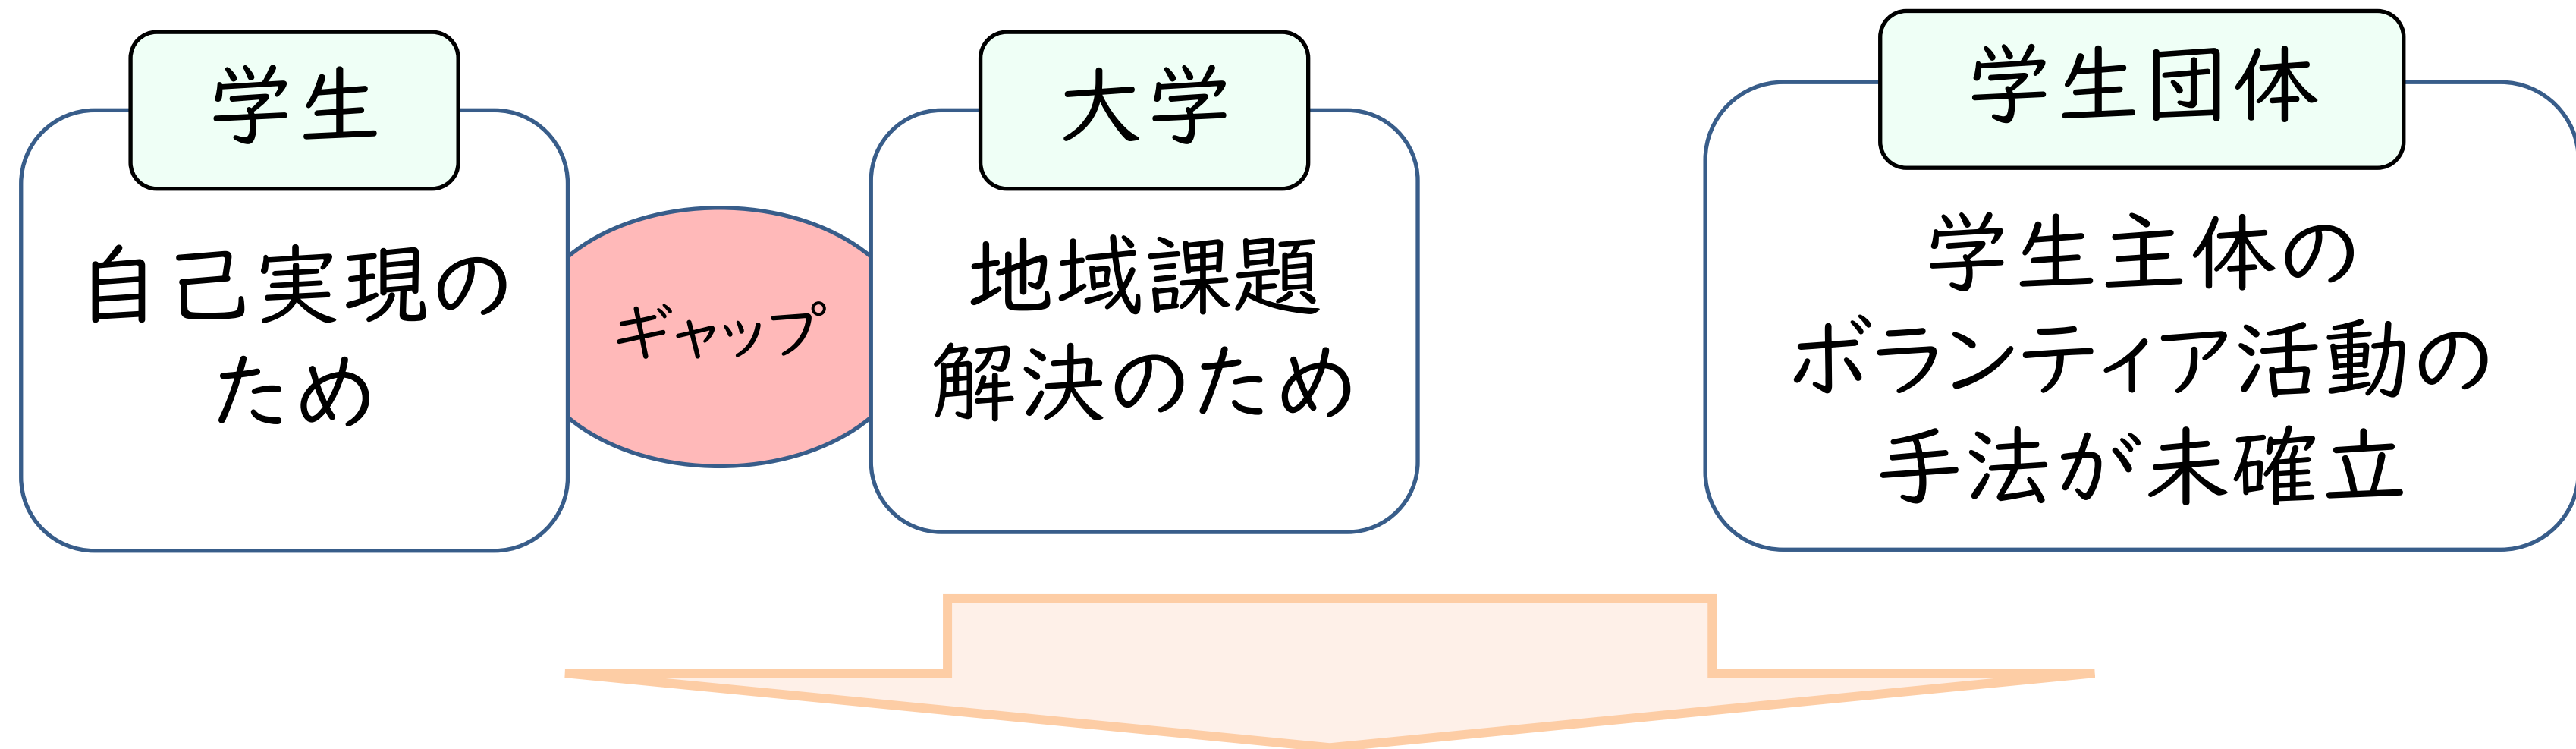 学生
自己実現の
ため
ギャップ
大学
地域課題
解決のため
学生団体
学生主体の
ボランティア活動の
手法が未確立